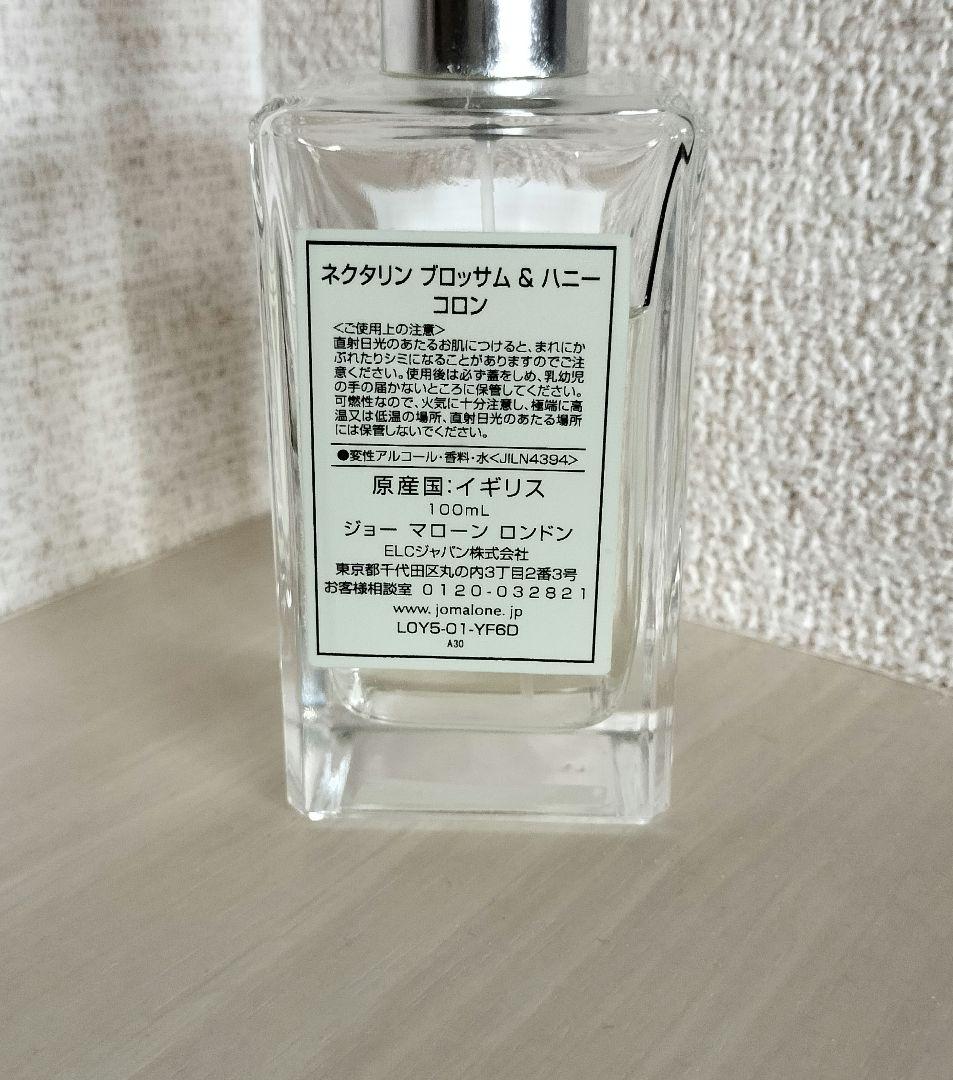 ネクタリン ブロッサム & ハニー
コロン
<ご使用上の注意>
直射日光のあたるお肌につけると、まれにか
ぶれたりシミになることがありますのでご注
意ください。使用後は必ず蓋をしめ、乳幼児
の手の届かないところに保管してください。
可燃性なので、火気に十分注意し、極端に高
温又は低温の場所、直射日光のあたる場所
には保管しないでください。
●変性アルコール・香料・水<JILN4394>
原産国:イギリス
100mL
ジョー マローン ロンドン
ELCジャパン株式会社
東京都千代田区丸の内3丁目2番3号
お客様相談室 0120-032821
www.jomalone.jp
L0Y5-01-YF6D
A30